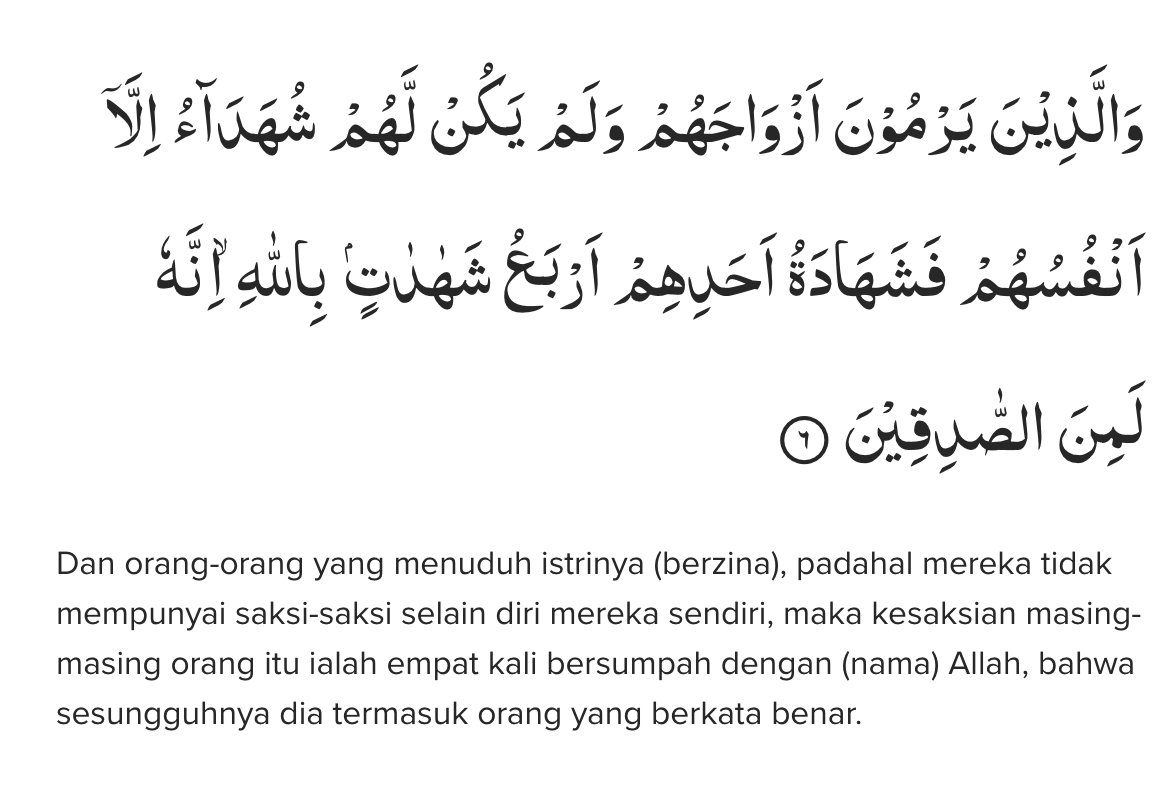 وَالَّذِيْنَ يَرْمُوْنَ اَزْوَاجَهُمْ وَلَمْ يَكُنْ لَّهُمْ شُهَدَاۤءُ اِلَّآ
اَنْفُسُهُمْ فَشَهَادَةُ اَحَدِهِمْ اَرْبَعُ شَهٰدٰتٍۢ بِاللّٰهِ ۙاِنَّهٗ
لَمِنَ الصّٰدِقِيْنَ ٦
Dan orang-orang yang menuduh istrinya (berzina), padahal mereka tidak
mempunyai saksi-saksi selain diri mereka sendiri, maka kesaksian masing-
masing orang itu ialah empat kali bersumpah dengan (nama) Allah, bahwa
sesungguhnya dia termasuk orang yang berkata benar.